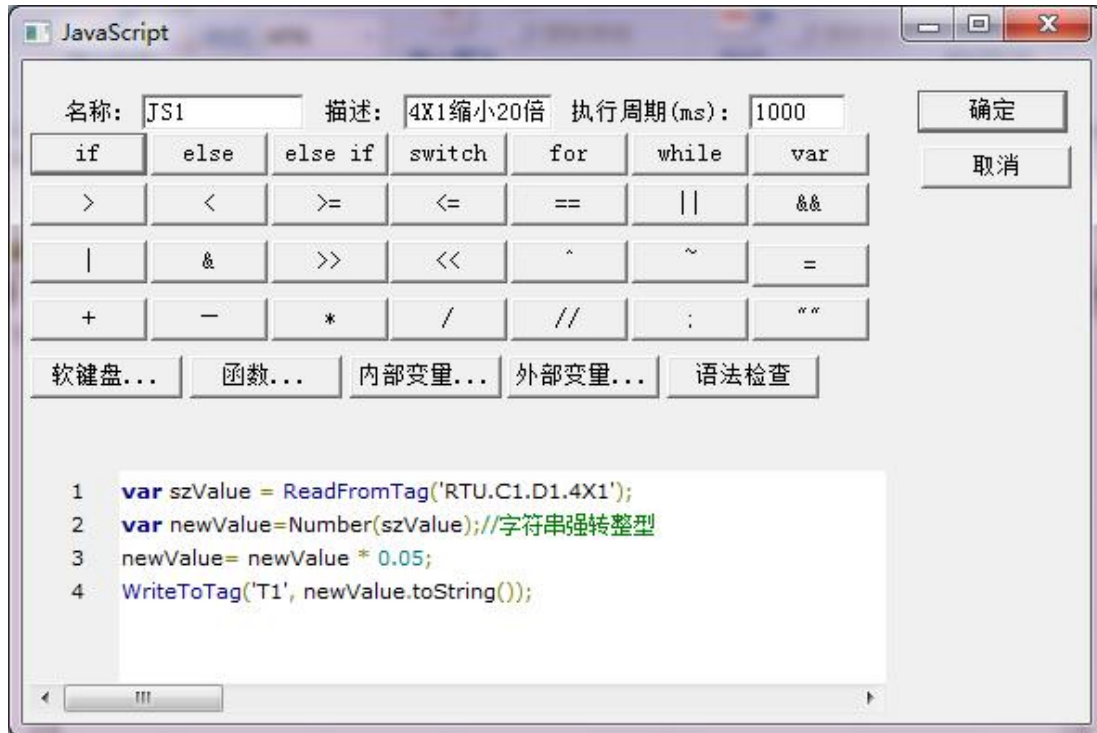 JavaScript
名称: JS1 描述: 4X1缩小20倍 执行周期(ms): 1000 确定
if else else if switch for while var 取消
> < >= <= == || &&
| & >> << ^ ~ =
+ — * / // ; ""
软键盘... 函数... 内部变量... 外部变量... 语法检查
1 var szValue = ReadFromTag('RTU.C1.D1.4X1');
2 var newValue=Number(szValue);//字符串强转整型
3 newValue= newValue * 0.05;
4 WriteToTag('T1', newValue.toString());